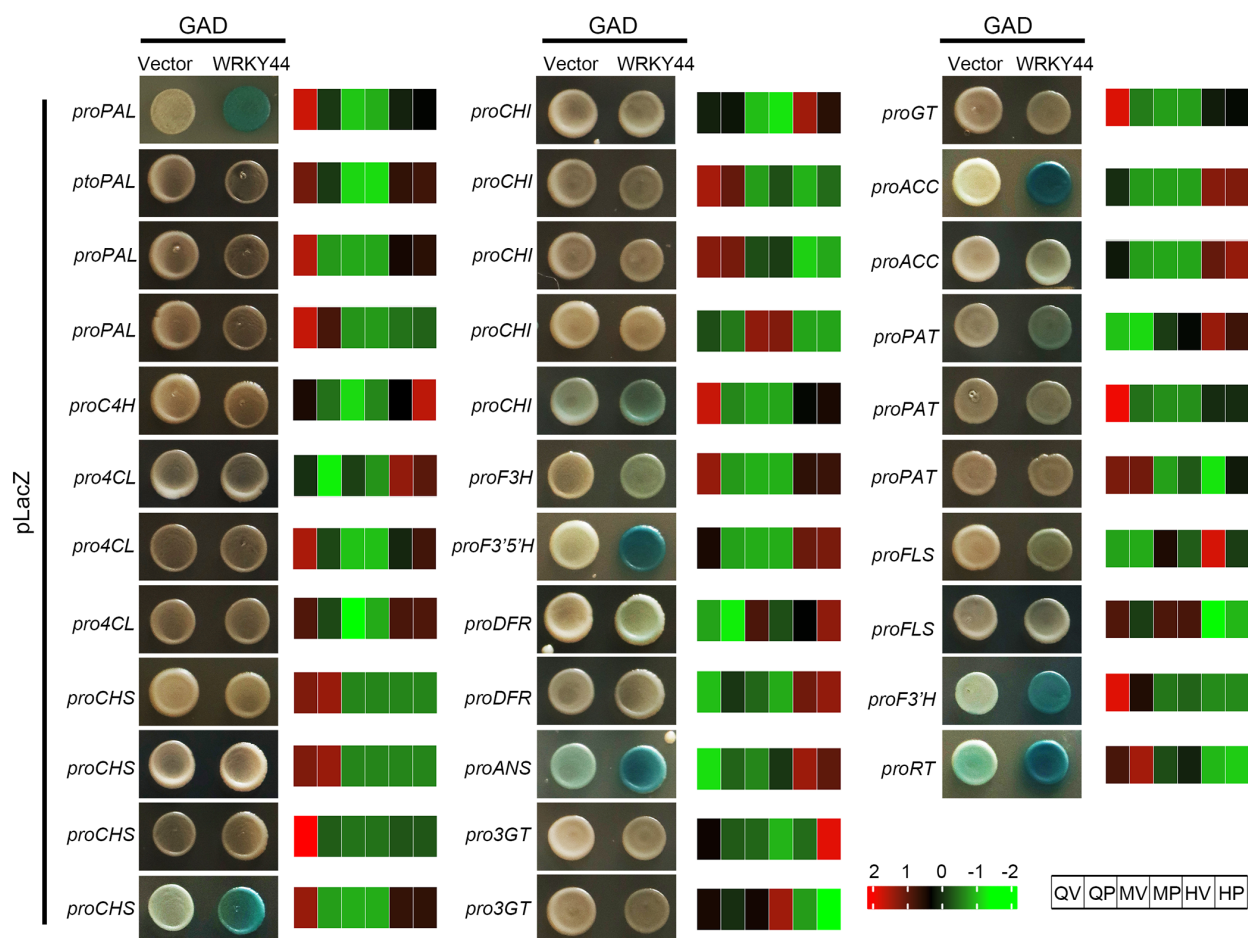 GAD
Vector WRKY44
pLacZ
proPAL
ptoPAL
proPAL
proPAL
proC4H
pro4CL
pro4CL
pro4CL
proCHS
proCHS
proCHS
proCHS
GAD
Vector WRKY44
proCHI
proCHI
proCHI
proCHI
proCHI
proF3H
proF3’5’H
proDFR
proDFR
proANS
pro3GT
pro3GT
GAD
Vector WRKY44
proGT
proACC
proACC
proPAT
proPAT
proPAT
proFLS
proFLS
proF3’H
proRT
2 1 0 -1 -2
QV QP MV MP HV HP